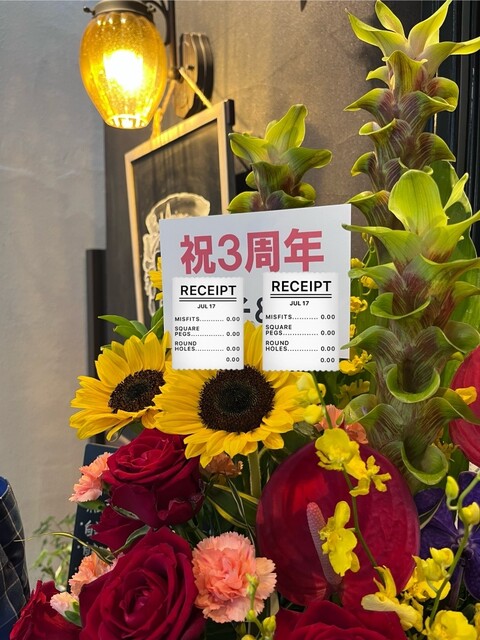 祝3周年
RECEIPT
JUL 17
MISFITS.......... 0.00
SQUARE
PEGS............. 0.00
ROUND
HOLES........... 0.00
0.00
RECEIPT
JUL 17
MISFITS.......... 0.00
SQUARE
PEGS............. 0.00
ROUND
HOLES........... 0.00
0.00